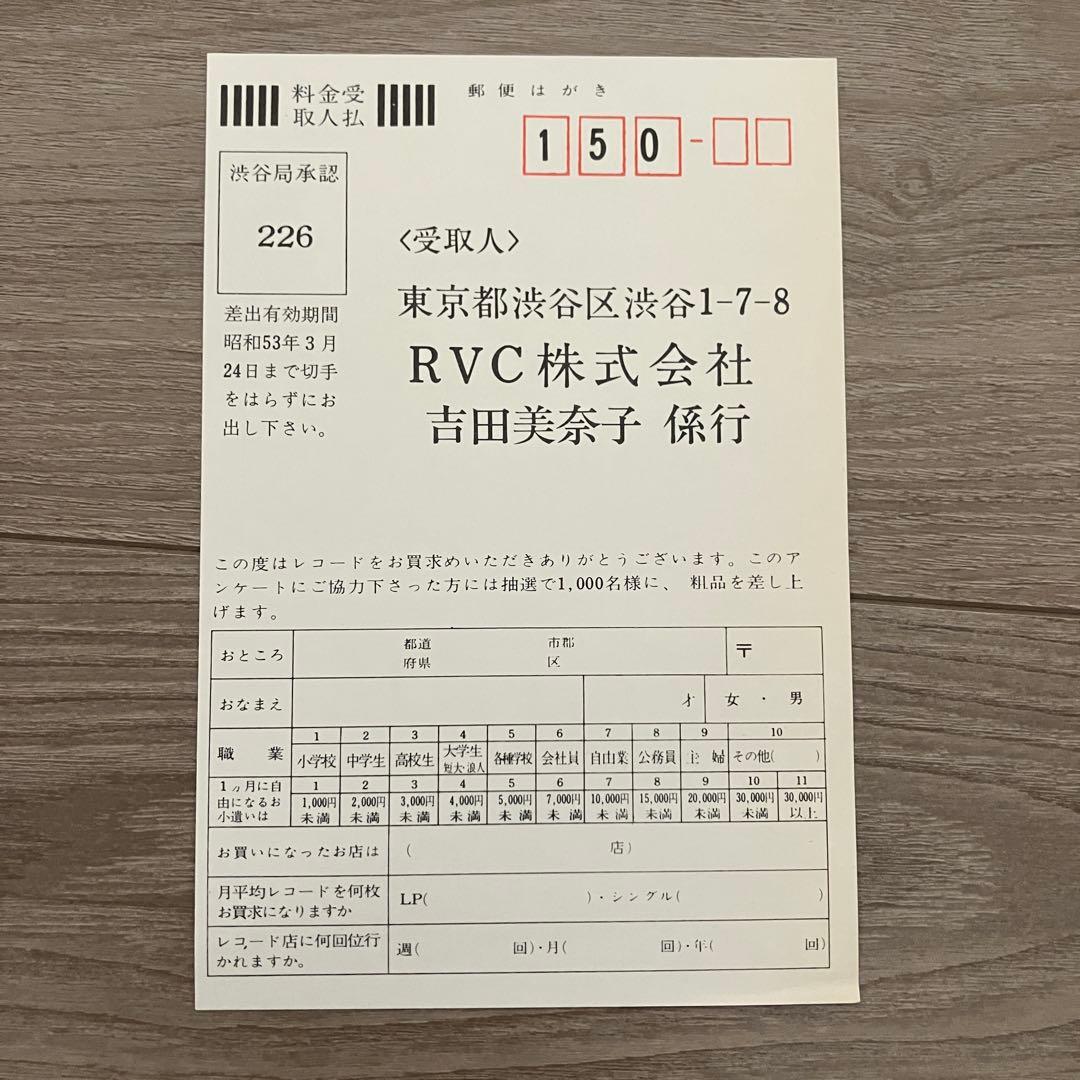 料金受
取人払
郵便はがき
150-
渋谷局承認
226
差出有効期間
昭和53年3月
24日まで切手
をはらずにお
出し下さい。
〈受取人〉
東京都渋谷区渋谷1-7-8
RVC株式会社
吉田美奈子 係行
この度はレコードをお買求めいただきありがとうございます。このア
ンケートにご協力下さった方には抽選で1,000名様に、 粗品を差し上
げます。
おところ 都道 市郡 〒
府県 区
おなまえ 才 女・男
職業 1 2 3 4 5 6 7 8 9 10
小学校 中学生 高校生 大学生 短大・浪人 各種学校 会社員 自由業 公務員 主婦 その他( )
1ヵ月に自
由になるお
小遣いは
1 2 3 4 5 6 7 8 9 10 11
1,000円 2,000円 3,000円 4,000円 5,000円 7,000円 10,000円 15,000円 20,000円 30,000円 30,000円
未満 未満 未満 未満 未満 未満 未満 未満 未満 未満 以上
お買いになったお店は ( 店)
月平均レコードを何枚
お買求になりますか
LP( )・シングル( )
レコード店に何回位行
かれますか。
週( 回)・月( 回)・年( 回)